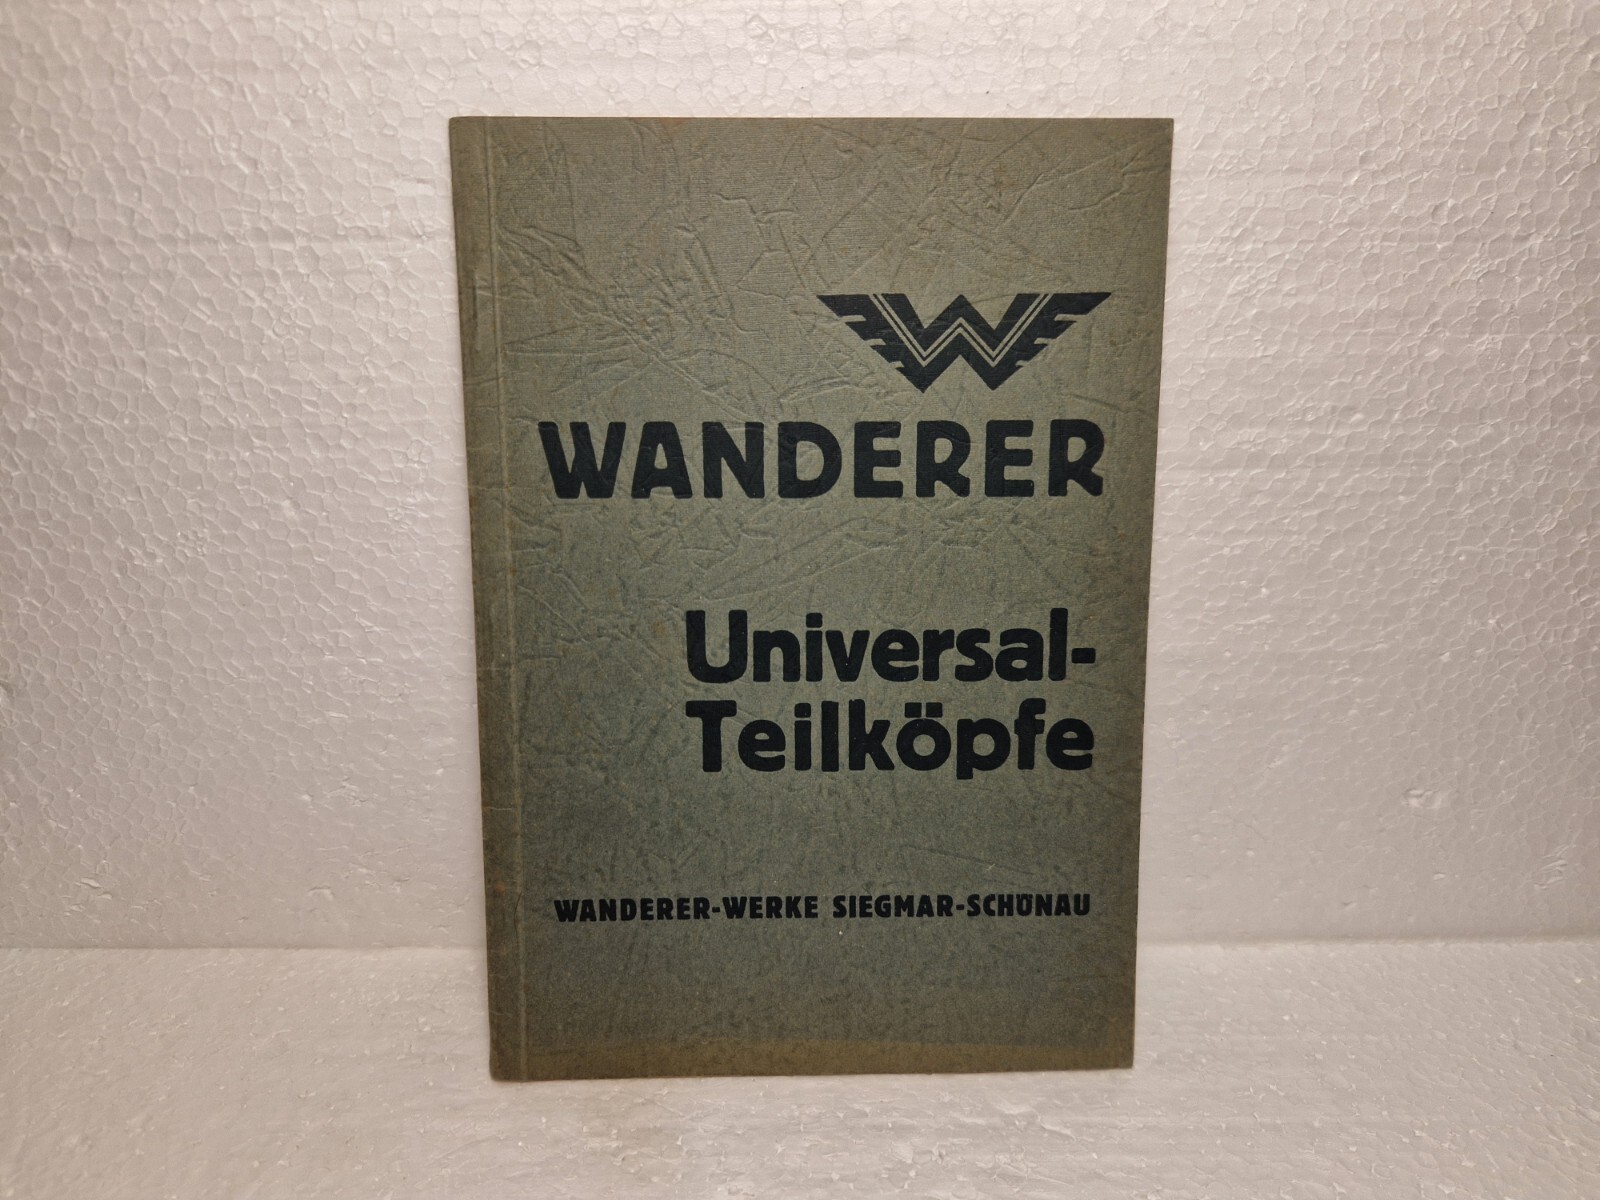 W
WANDERER
Universal-
Teilköpfe
WANDERER-WERKE SIEGMAR-SCHÖNAU